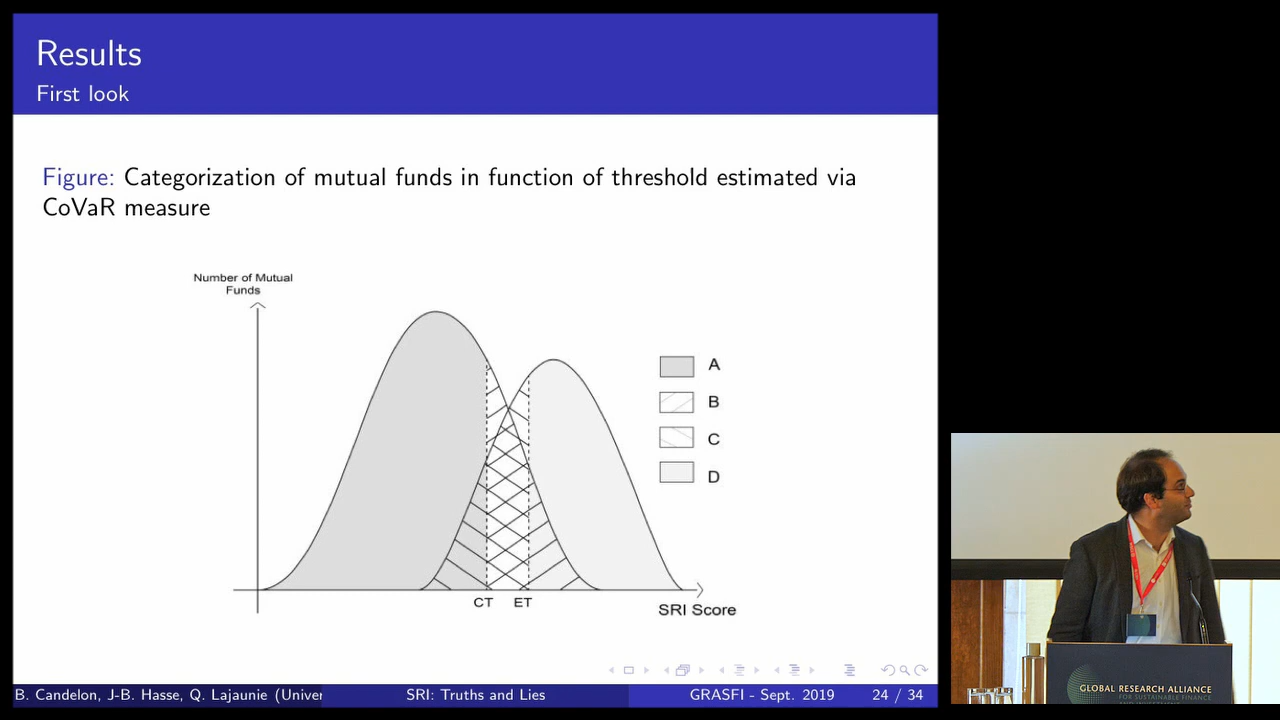 Results
First look
Figure: Categorization of mutual funds in function of threshold estimated via
CoVaR measure
Number of Mutual
Funds
A
B
C
D
CT ET
SRI Score
B. Candelon, J-B. Hasse, Q. Lajaunie (Univer
SRI: Truths and Lies
GRASFI - Sept. 2019
24 / 34
GLOBAL RESEARCH ALLIANCE
FOR SUSTAINABLE FINANCE
AND INVESTMENT